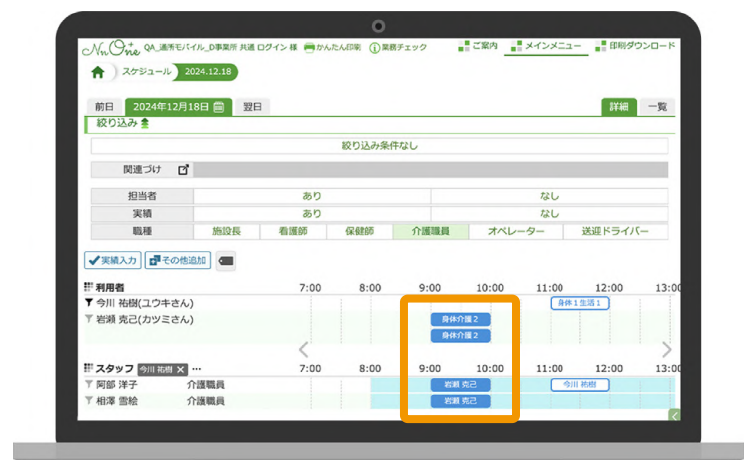 NnOne QA_通所モバイル_D事業所 共通 ログイン 様 かんたん印刷 業務チェック ご案内 メインメニュー 印刷ダウンロード
スケジュール 2024.12.18
前日 2024年12月18日 翌日 詳細 一覧
絞り込み
絞り込み条件なし
関連づけ
担当者 あり なし
実績 あり なし
職種 施設長 看護師 保健師 介護職員 オペレーター 送迎ドライバー
実績入力 その他追加
利用者 7:00 8:00 9:00 10:00 11:00 12:00 13:00
今川 祐樹(ユウキさん) 身体1生活1
岩瀬 克己(カツミさん) 身体介護2
身体介護2
スタッフ 今川 祐樹 × ... 7:00 8:00 9:00 10:00 11:00 12:00 13:00
阿部 洋子 介護職員 岩瀬 克己 今川 祐樹
相澤 雪絵 介護職員 岩瀬 克己